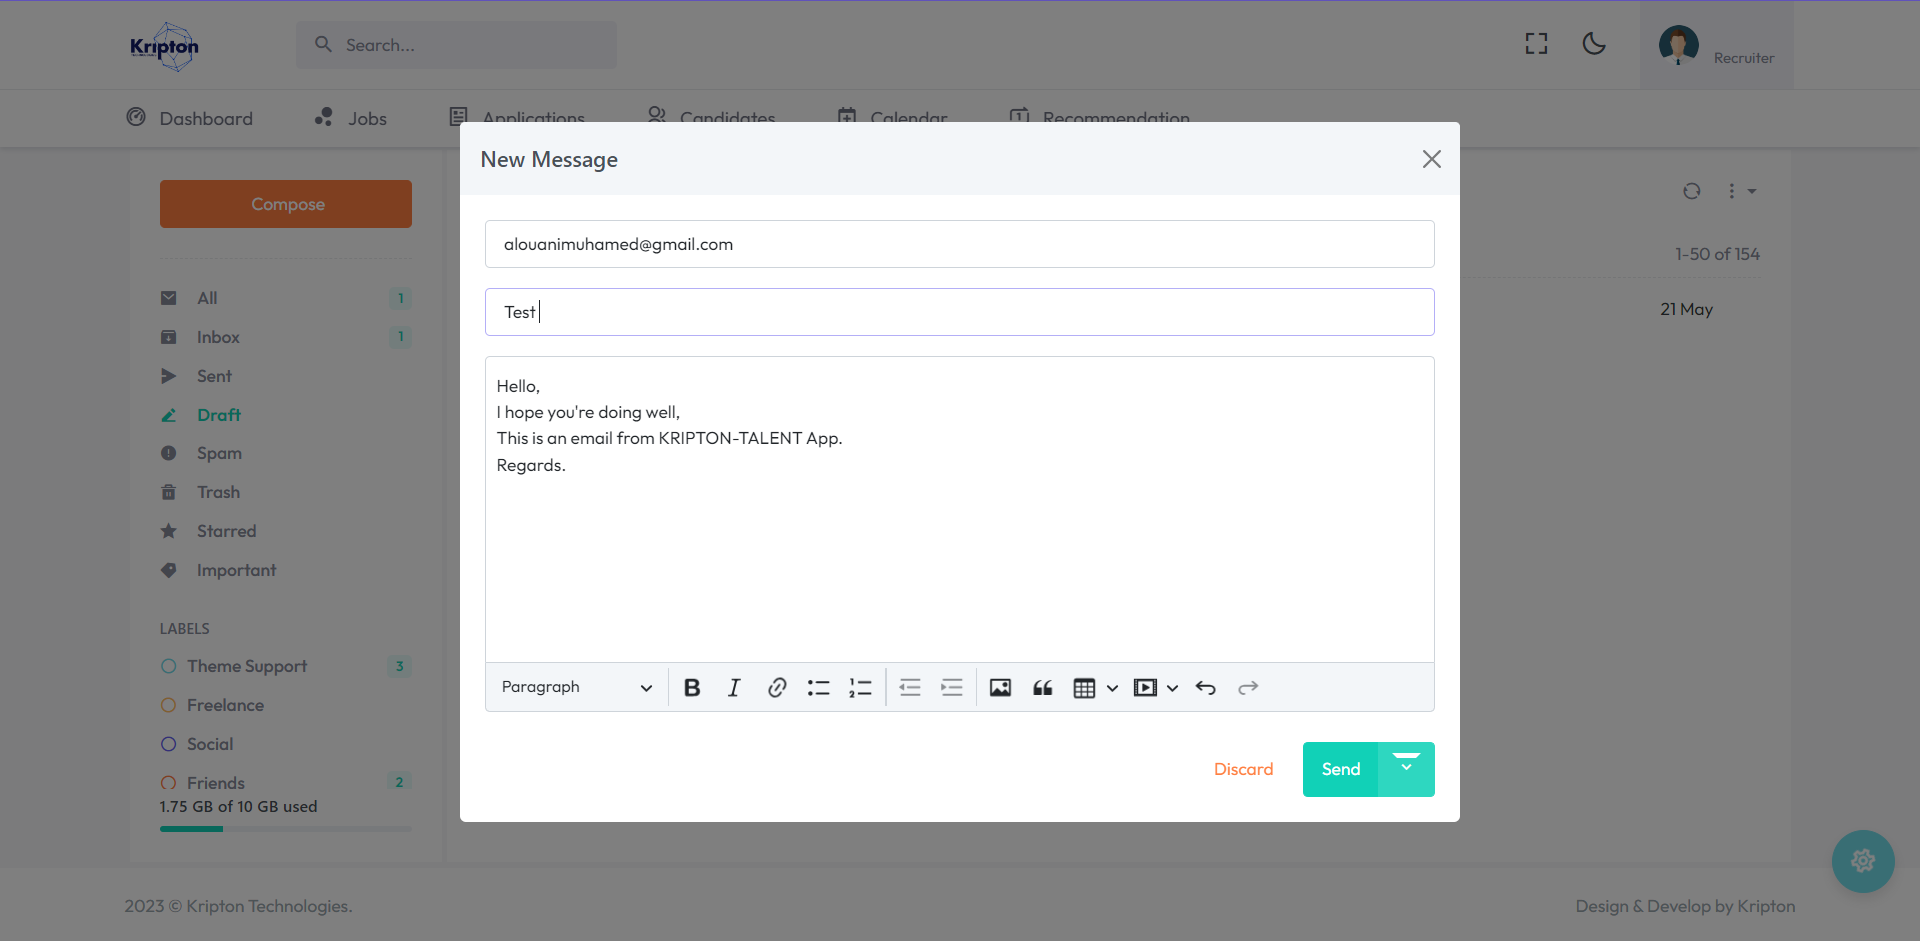 Kripton
Search...
Recruiter
Dashboard
Jobs
Applications
Candidates
Calendar
Recommendation
New Message
Compose
alouanimuhamed@gmail.com
1-50 of 154
All 1
Test
21 May
Inbox 1
Sent
Hello,
I hope you're doing well,
This is an email from KRIPTON-TALENT App.
Regards.
Draft
Spam
Trash
Starred
Important
LABELS
Theme Support 3
Freelance
Social
Friends 2
1.75 GB of 10 GB used
Paragraph
Discard
Send
2023 © Kripton Technologies.
Design & Develop by Kripton